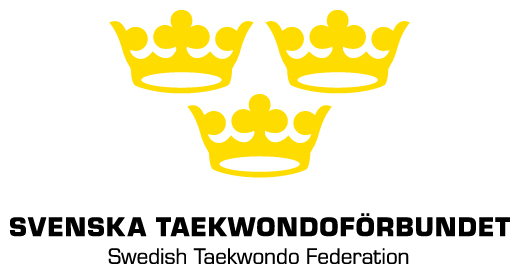 SVENSKA TAEKWONDOFÖRBUNDET
Swedish Taekwondo Federation